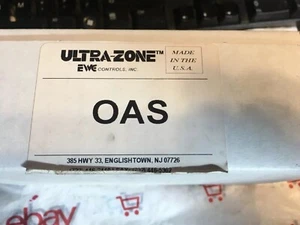 ULTRA-ZONE™
EWC CONTROLS, INC.
MADE
IN THE
U.S.A.
OAS
385 HWY 33, ENGLISHTOWN, NJ 07726
ebay